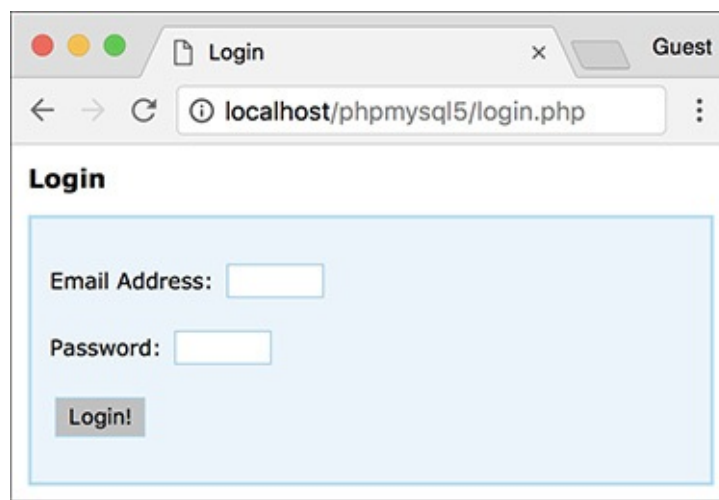 Login
Guest
localhost/phpmysql5/login.php
Login
Email Address:
Password:
Login!